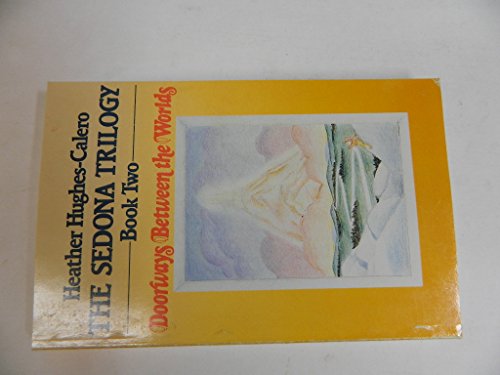 Heather Hughes-Calero
THE SEDONA TRILOGY
Book Two
Doorways Between the Worlds